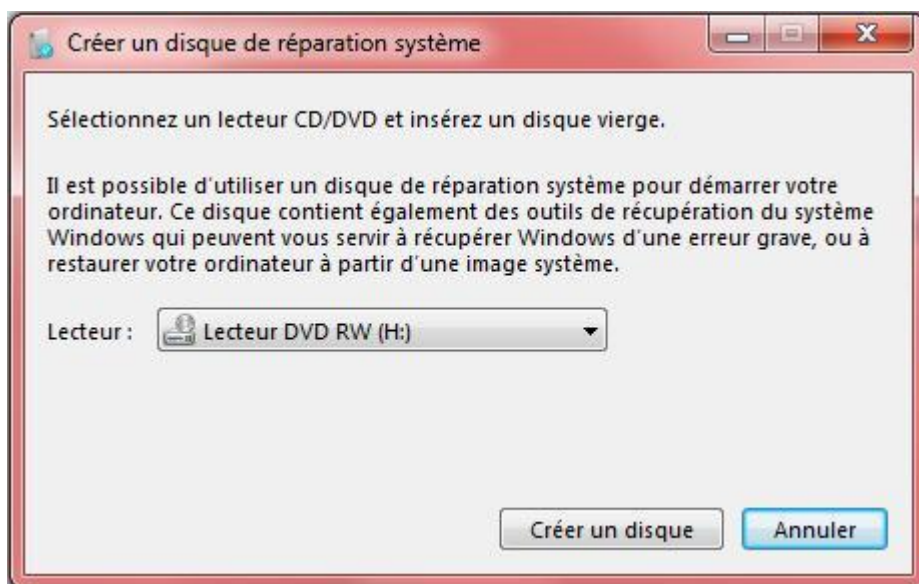 Créer un disque de réparation système
Sélectionnez un lecteur CD/DVD et insérez un disque vierge.
Il est possible d'utiliser un disque de réparation système pour démarrer votre
ordinateur. Ce disque contient également des outils de récupération du système
Windows qui peuvent vous servir à récupérer Windows d'une erreur grave, ou à
restaurer votre ordinateur à partir d'une image système.
Lecteur : Lecteur DVD RW (H:)
Créer un disque Annuler